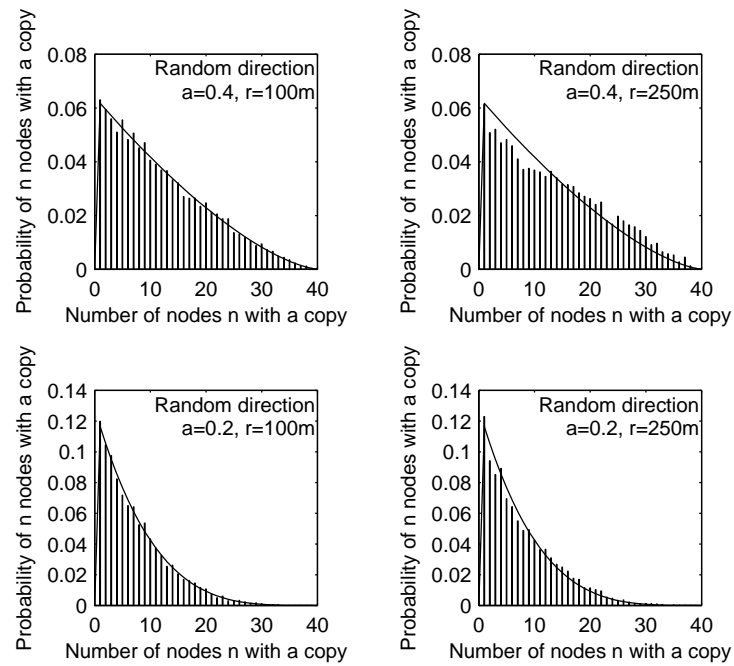 Probability of n nodes with a copy
0.08
0.06
0.04
0.02
0
Random direction
a=0.4, r=100m
0 10 20 30 40
Number of nodes n with a copy
Probability of n nodes with a copy
0.08
0.06
0.04
0.02
0
Random direction
a=0.4, r=250m
0 10 20 30 40
Number of nodes n with a copy
Probability of n nodes with a copy
0.14
0.12
0.1
0.08
0.06
0.04
0.02
0
Random direction
a=0.2, r=100m
0 10 20 30 40
Number of nodes n with a copy
Probability of n nodes with a copy
0.14
0.12
0.1
0.08
0.06
0.04
0.02
0
Random direction
a=0.2, r=250m
0 10 20 30 40
Number of nodes n with a copy